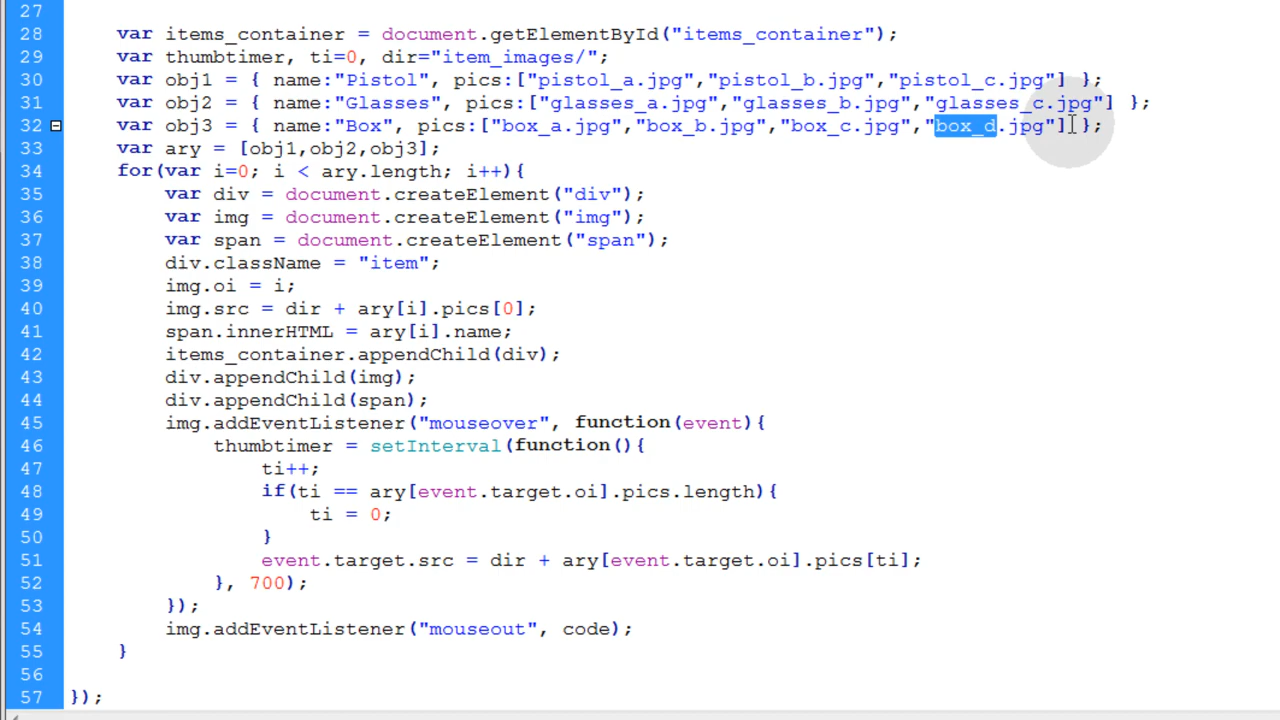 27
28 var items_container = document.getElementById("items_container");
29 var thumbtimer, ti=0, dir="item_images/";
30 var obj1 = { name:"Pistol", pics:["pistol_a.jpg","pistol_b.jpg","pistol_c.jpg"] };
31 var obj2 = { name:"Glasses", pics:["glasses_a.jpg","glasses_b.jpg","glasses_c.jpg"] };
32 var obj3 = { name:"Box", pics:["box_a.jpg","box_b.jpg","box_c.jpg","box_d.jpg"] };
33 var ary = [obj1,obj2,obj3];
34 for(var i=0; i < ary.length; i++){
35 var div = document.createElement("div");
36 var img = document.createElement("img");
37 var span = document.createElement("span");
38 div.className = "item";
39 img.oi = i;
40 img.src = dir + ary[i].pics[0];
41 span.innerHTML = ary[i].name;
42 items_container.appendChild(div);
43 div.appendChild(img);
44 div.appendChild(span);
45 img.addEventListener("mouseover", function(event){
46 thumbtimer = setInterval(function(){
47 ti++;
48 if(ti == ary[event.target.oi].pics.length){
49 ti = 0;
50 }
51 event.target.src = dir + ary[event.target.oi].pics[ti];
52 }, 700);
53 });
54 img.addEventListener("mouseout", code);
55 }
56
57 });